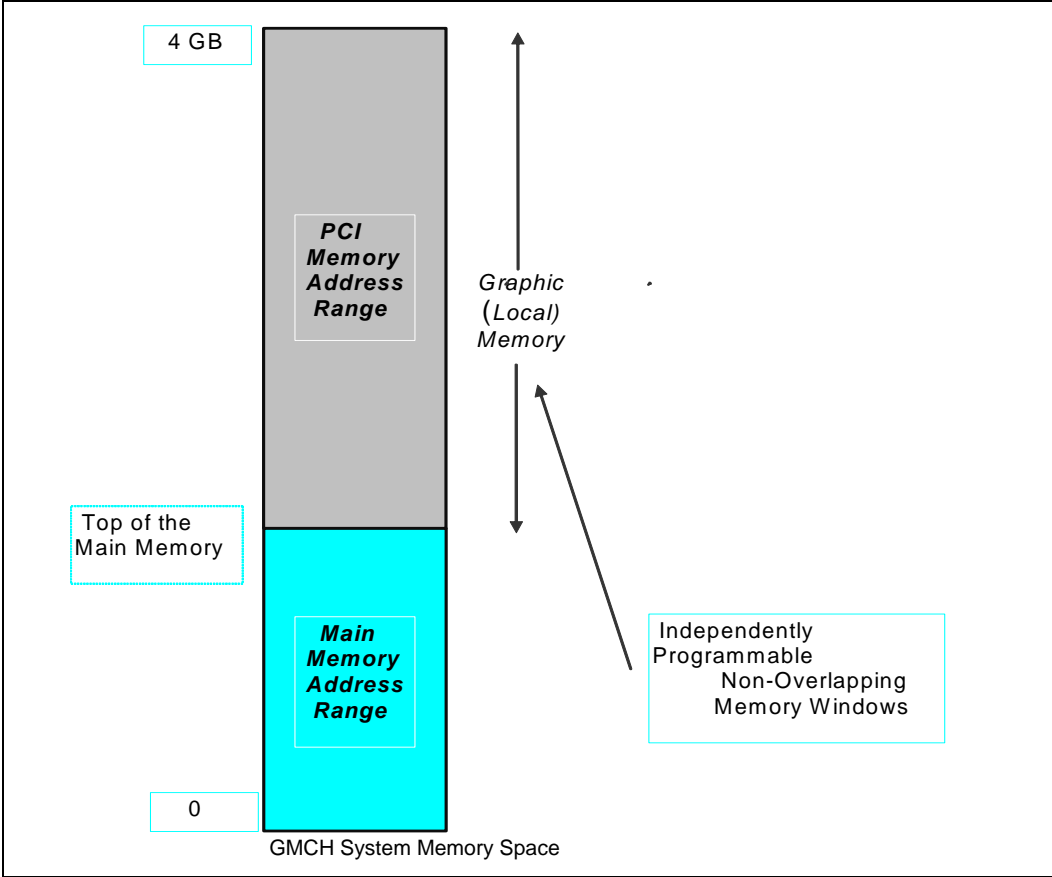 4 GB
PCI
Memory
Address
Range
Graphic
(Local)
Memory
Top of the
Main Memory
Main
Memory
Address
Range
Independently
Programmable
Non-Overlapping
Memory Windows
0
GMCH System Memory Space